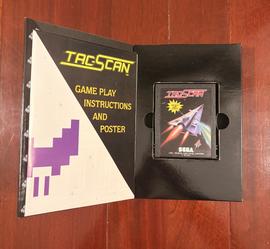 TAC-SCAN
GAME PLAY
INSTRUCTIONS
AND
POSTER
TAC-SCAN
SEGA